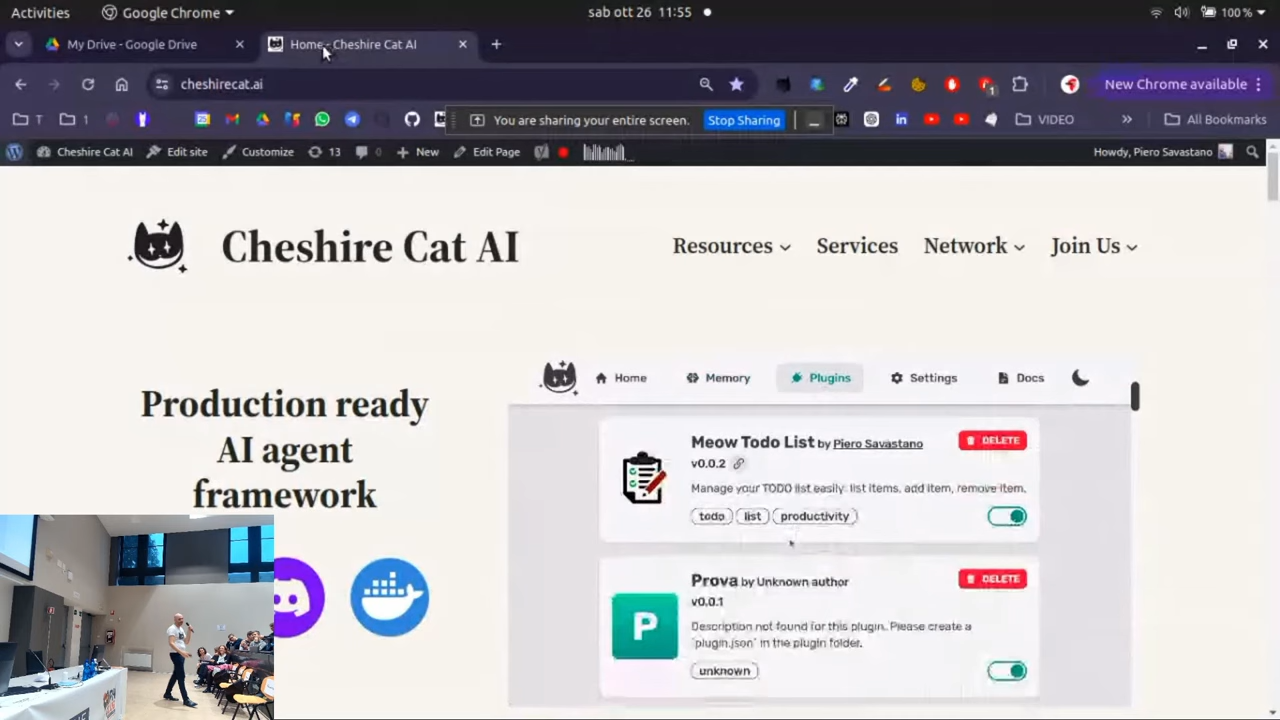 Activities
Google Chrome
sab ott 26 11:55
100%
My Drive - Google Drive
Home - Cheshire Cat AI
cheshirecat.ai
New Chrome available
T
1
You are sharing your entire screen.
Stop Sharing
VIDEO
All Bookmarks
Cheshire Cat AI
Edit site
Customize
13
0
New
Edit Page
Howdy, Piero Savastano
Cheshire Cat AI
Resources
Services
Network
Join Us
Production ready
AI agent
framework
Home
Memory
Plugins
Settings
Docs
Meow Todo List by Piero Savastano
DELETE
v0.0.2
Manage your TODO list easily: list items, add item, remove item.
todo
list
productivity
Prova by Unknown author
DELETE
v0.0.1
P
Description not found for this plugin. Please create a
`plugin.json` in the plugin folder.
unknown